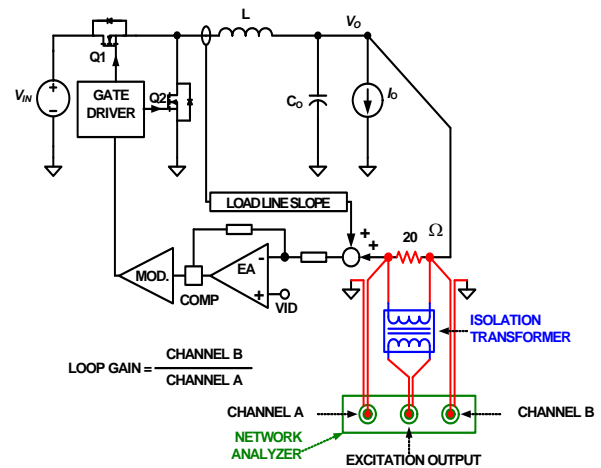 L
Vo
Q1
VIN
GATE
DRIVER
Q2
Co
Io
LOAD LINE SLOPE
+
+
20 Ω
MOD.
COMP
EA
-
+
VID
ISOLATION
TRANSFORMER
LOOP GAIN = CHANNEL B
CHANNEL A
CHANNEL A
CHANNEL B
NETWORK
ANALYZER
EXCITATION OUTPUT